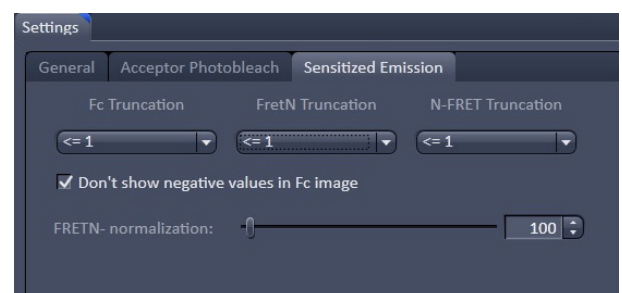 Settings
General Acceptor Photobleach Sensitized Emission
Fc Truncation FretN Truncation N-FRET Truncation
<= 1 <= 1 <= 1
Don't show negative values in Fc image
FRETN- normalization: 100